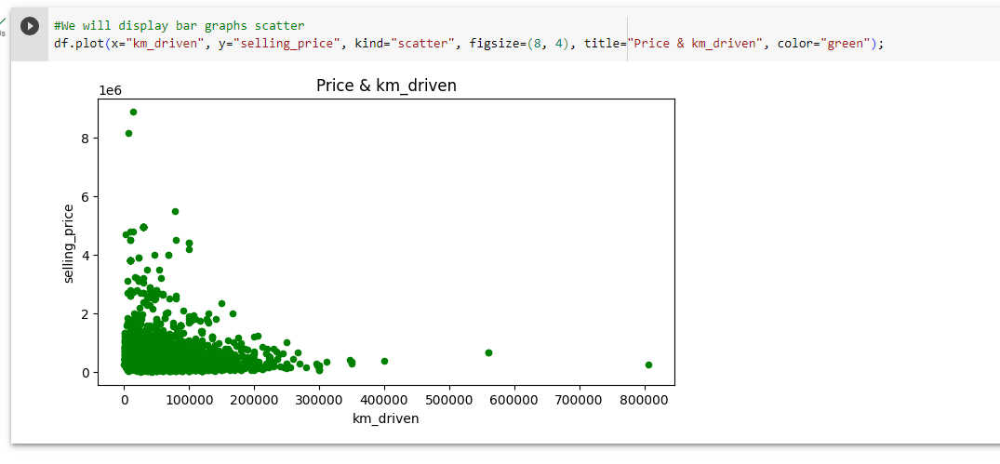 #We will display bar graphs scatter
df.plot(x="km_driven", y="selling_price", kind="scatter", figsize=(8, 4), title="Price & km_driven", color="green");
Price & km_driven
1e6
8
6
4
2
0
selling_price
0 100000 200000 300000 400000 500000 600000 700000 800000
km_driven